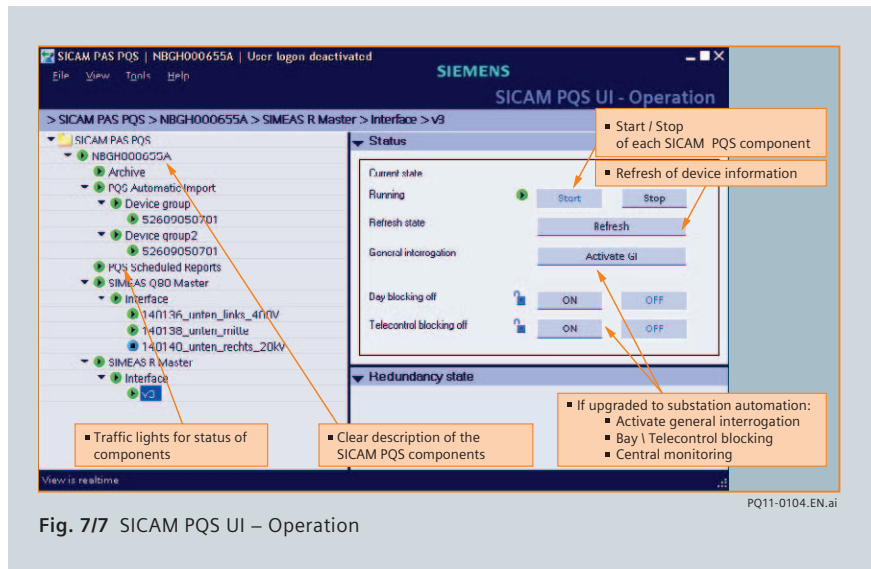 SICAM PAS PQS | NBGH000655A | User logon deactivated
File View Tools Help
SIEMENS
SICAM PQS UI - Operation
> SICAM PAS PQS > NBGH000655A > SIMEAS R Master > Interface > v3
SICAM PAS PQS
NBGH000655A
Archive
PQS Automatic Import
Device group
52609050701
Device group2
52609050701
PQS Scheduled Reports
SIMEAS Q80 Master
Interface
140136_unten_links_400V
140138_unten_mitte
140140_unten_rechts_20kV
SIMEAS R Master
Interface
v3
Status
Current state
Running
Start
Stop
Refresh state
Refresh
General interrogation
Activate GI
Bay blocking off
ON
OFF
Telecontrol blocking off
ON
OFF
Redundancy state
▪ Start / Stop
of each SICAM PQS component
▪ Refresh of device information
▪ If upgraded to substation automation:
▪ Activate general interrogation
▪ Bay \ Telecontrol blocking
▪ Central monitoring
▪ Traffic lights for status of
components
▪ Clear description of the
SICAM PQS components
View is realtime
PQ11-0104.EN.ai
Fig. 7/7 SICAM PQS UI – Operation